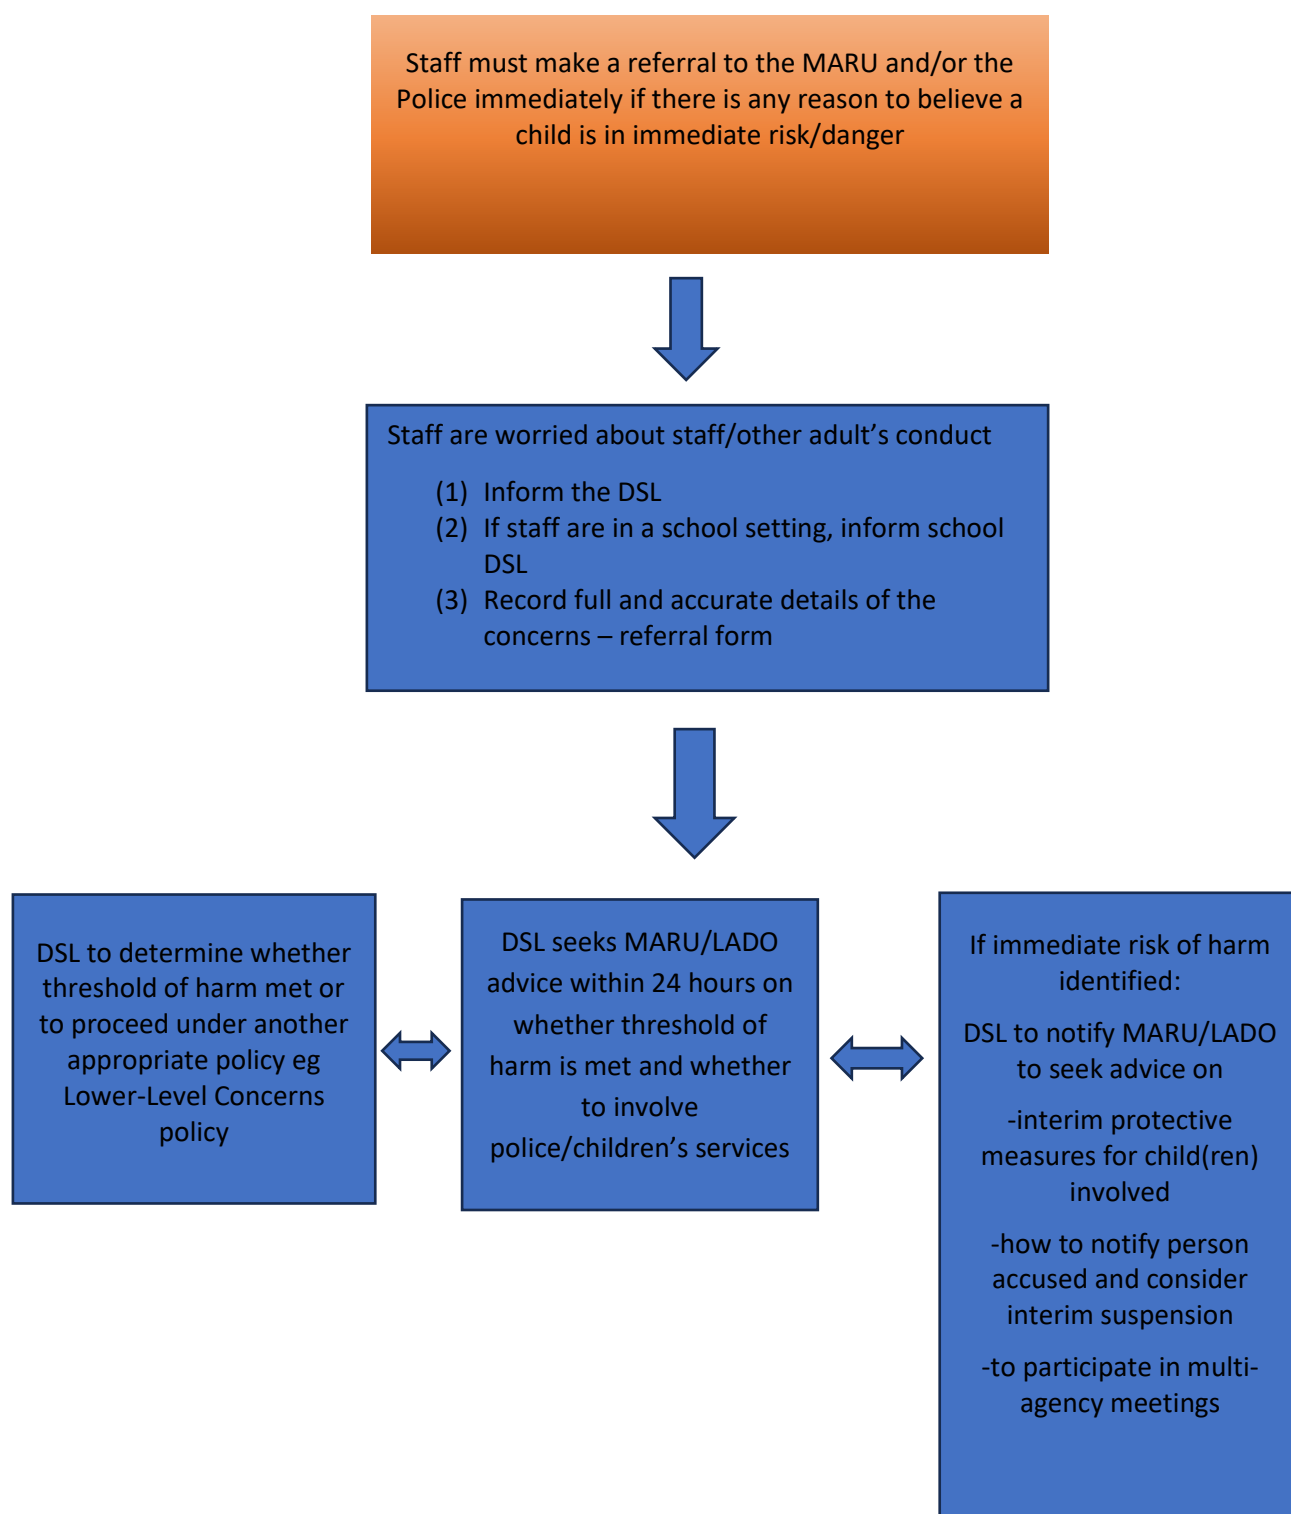 Staff must make a referral to the MARU and/or the
Police immediately if there is any reason to believe a
child is in immediate risk/danger
Staff are worried about staff/other adult’s conduct
(1) Inform the DSL
(2) If staff are in a school setting, inform school
DSL
(3) Record full and accurate details of the
concerns – referral form
DSL to determine whether
threshold of harm met or
to proceed under another
appropriate policy eg
Lower-Level Concerns
policy
DSL seeks MARU/LADO
advice within 24 hours on
whether threshold of
harm is met and whether
to involve
police/children’s services
If immediate risk of harm
identified:
DSL to notify MARU/LADO
to seek advice on
-interim protective
measures for child(ren)
involved
-how to notify person
accused and consider
interim suspension
-to participate in multi-
agency meetings